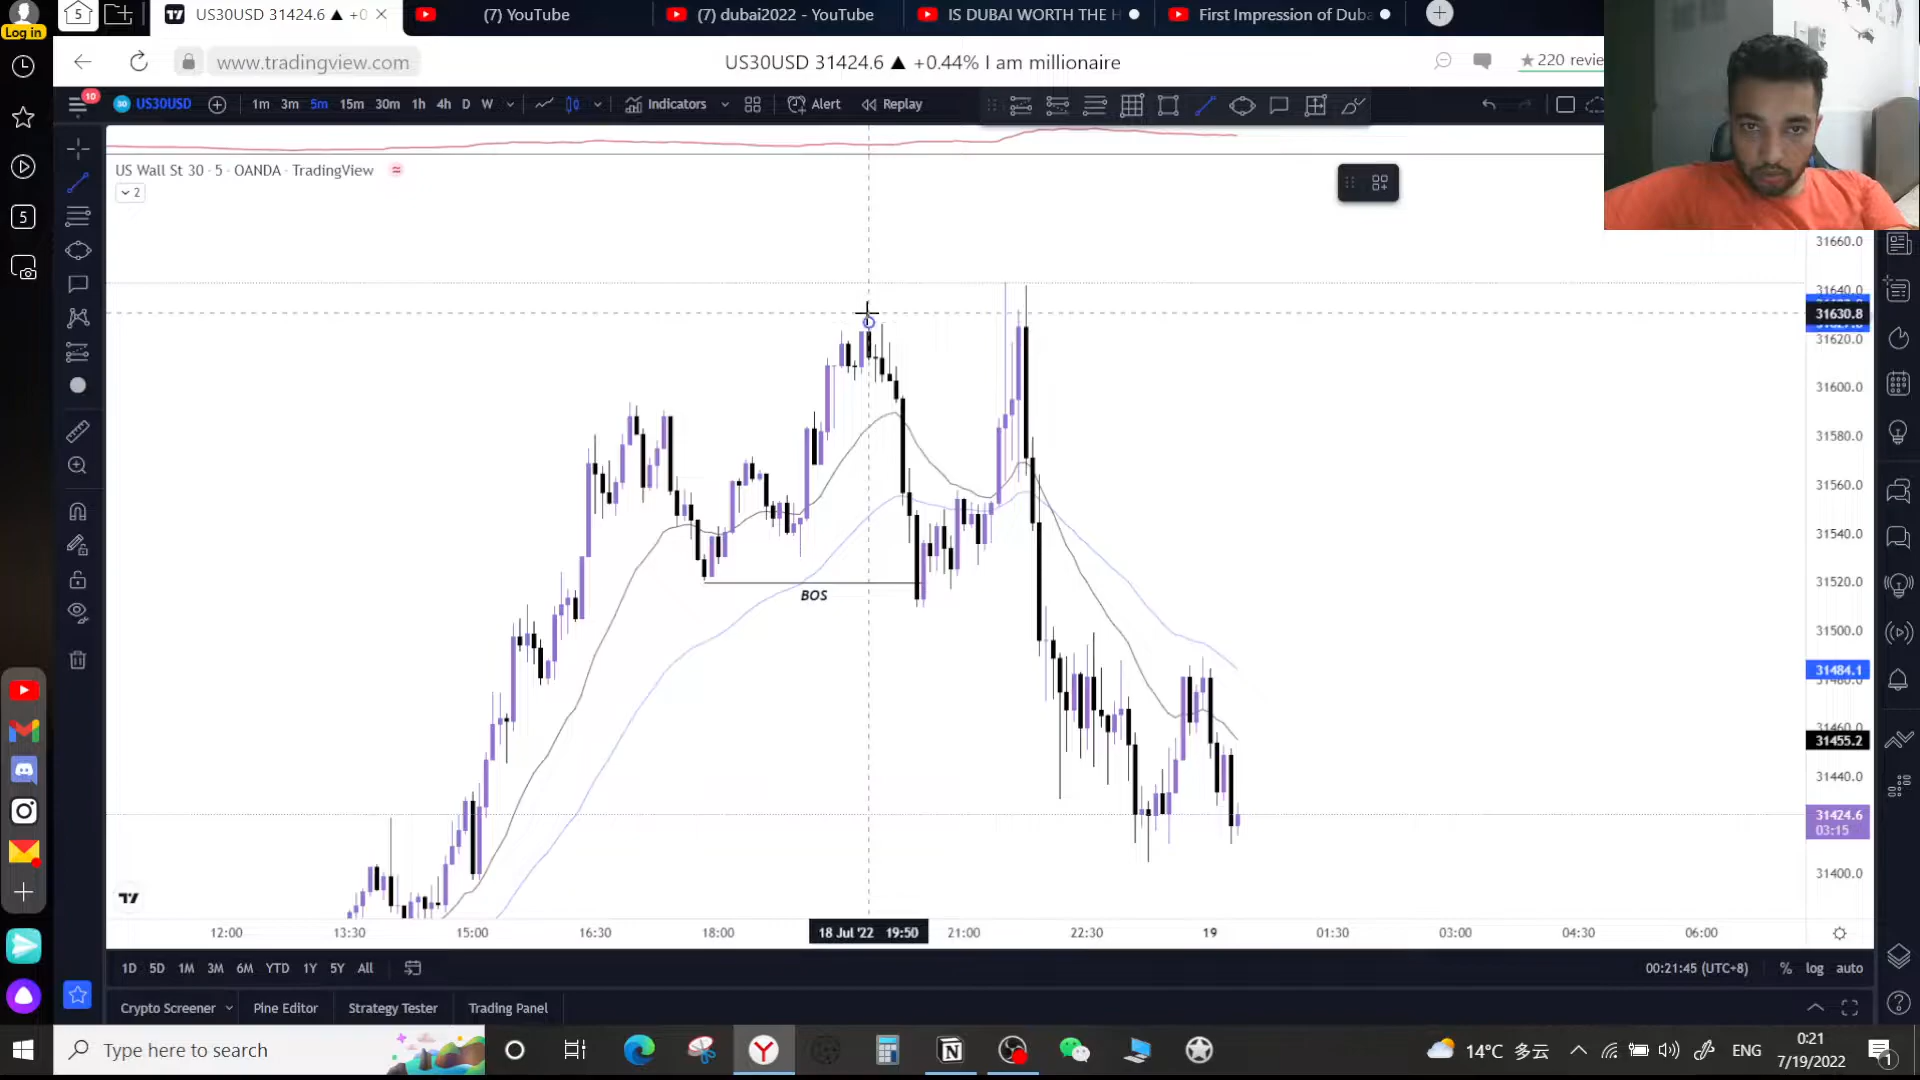 US30USD 31424.6 ▲ +0
(7) YouTube
(7) dubai2022 - YouTube
IS DUBAI WORTH THE H
First Impression of Duba
Log in
5
www.tradingview.com
US30USD 31424.6 ▲ +0.44% I am millionaire
220 revie
10
30
US30USD
1m 3m 5m 15m 30m 1h 4h D W
Indicators
Alert
Replay
US Wall St 30 · 5 · OANDA · TradingView
2
5
31660.0
31640.0
31630.8
31620.0
31600.0
31580.0
31560.0
31540.0
31520.0
BOS
31500.0
31484.1
31455.2
31440.0
31424.6
03:15
31400.0
12:00 13:30 15:00 16:30 18:00 18 Jul '22 19:50 21:00 22:30 19 01:30 03:00 04:30 06:00
1D 5D 1M 3M 6M YTD 1Y 5Y All
00:21:45 (UTC+8) % log auto
Crypto Screener Pine Editor Strategy Tester Trading Panel
Type here to search
14°C 多云
ENG
0:21
7/19/2022
1